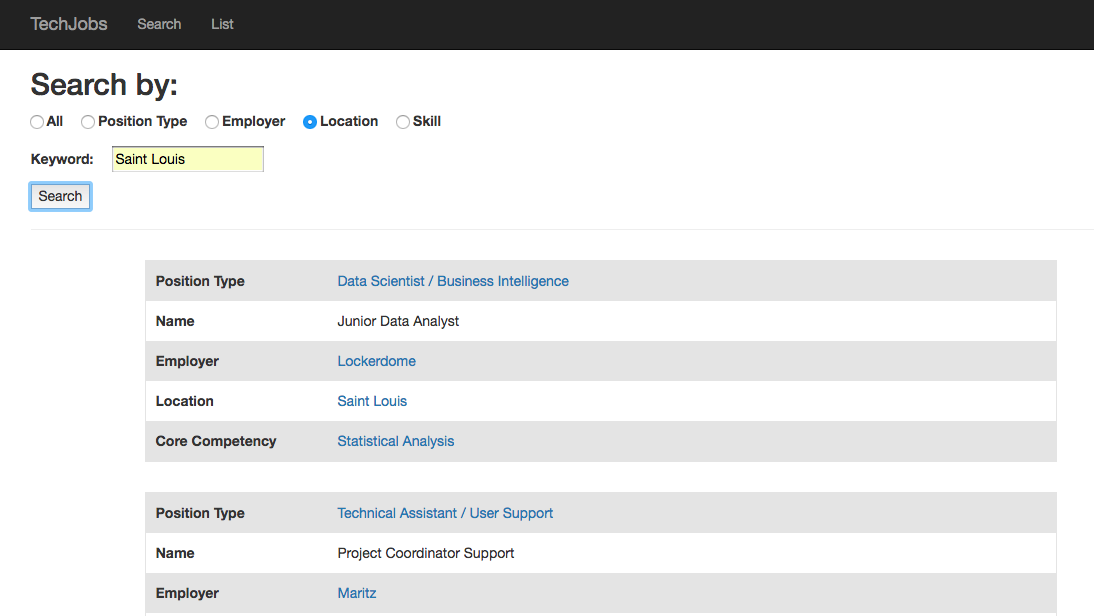 TechJobs Search List
Search by:
All Position Type Employer Location Skill
Keyword: Saint Louis
Search
Position Type Data Scientist / Business Intelligence
Name Junior Data Analyst
Employer Lockerdome
Location Saint Louis
Core Competency Statistical Analysis
Position Type Technical Assistant / User Support
Name Project Coordinator Support
Employer Maritz